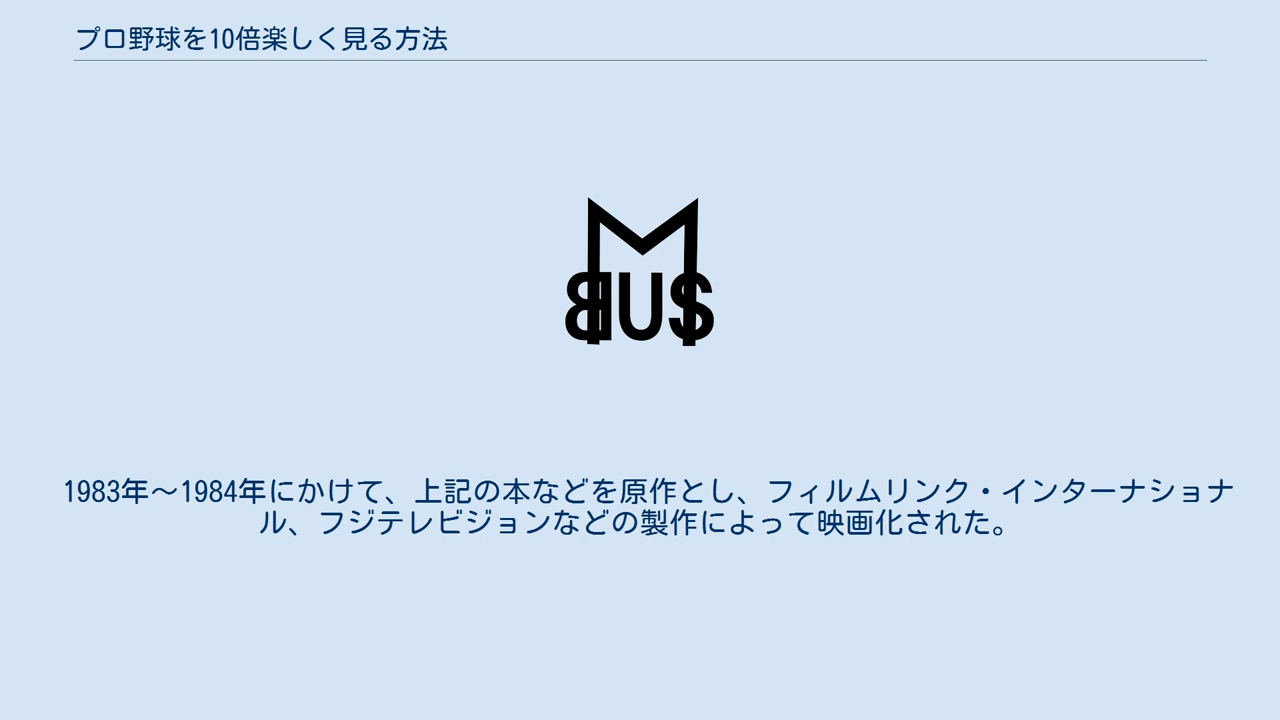 プロ野球を10倍楽しく見る方法
M
BUS
1983年〜1984年にかけて、上記の本などを原作とし、フィルムリンク・インターナショナ
ル、フジテレビジョンなどの製作によって映画化された。